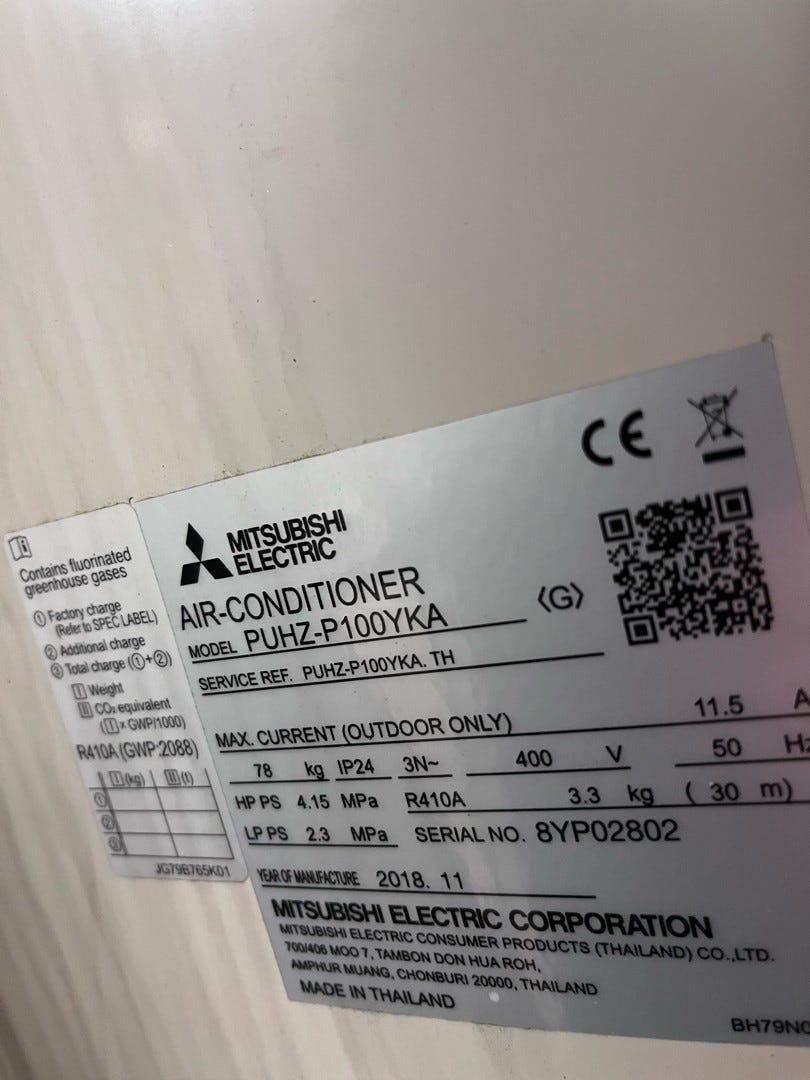 Contains fluorinated
greenhouse gases
① Factory charge
(Refer to SPEC LABEL)
② Additional charge
③ Total charge (①+②)
Ⅰ Weight
Ⅱ CO₂ equivalent
(Ⅰ x GWP/1000)
R410A (GWP:2088)
Ⅰ (kg) Ⅱ (t)
①
②
③
JG79B765K01
CE
MITSUBISHI
ELECTRIC
AIR-CONDITIONER
MODEL PUHZ-P100YKA 〈G〉
SERVICE REF. PUHZ-P100YKA. TH
MAX. CURRENT (OUTDOOR ONLY) 11.5 A
78 kg IP24 3N~ 400 V 50 Hz
HP PS 4.15 MPa R410A 3.3 kg ( 30 m)
LP PS 2.3 MPa SERIAL NO. 8YP02802
YEAR OF MANUFACTURE 2018. 11
MITSUBISHI ELECTRIC CORPORATION
MITSUBISHI ELECTRIC CONSUMER PRODUCTS (THAILAND) CO.,LTD.
700/406 MOO 7, TAMBON DON HUA ROH,
AMPHUR MUANG, CHONBURI 20000, THAILAND
MADE IN THAILAND